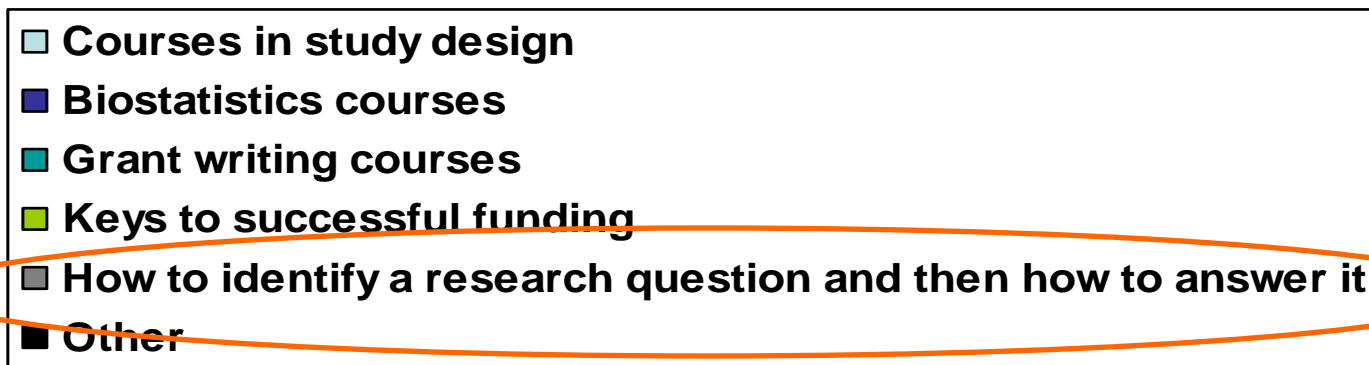 Courses in study design
Biostatistics courses
Grant writing courses
Keys to successful funding
How to identify a research question and then how to answer it
Other